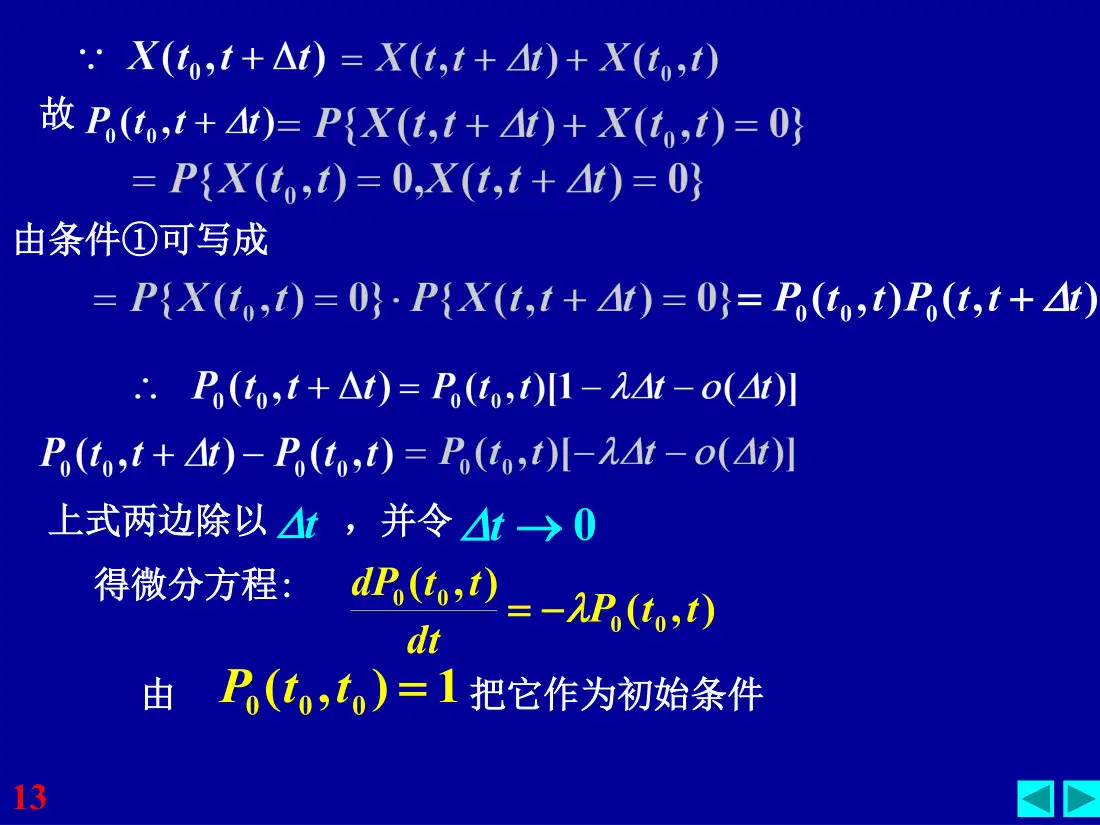 ∵ X(t₀,t+Δt) = X(t,t+Δt)+X(t₀,t)
故 P₀(t₀,t+Δt)= P{X(t,t+Δt)+X(t₀,t)=0}
= P{X(t₀,t)=0,X(t,t+Δt)=0}
由条件①可写成
= P{X(t₀,t)=0}·P{X(t,t+Δt)=0}= P₀(t₀,t)P₀(t,t+Δt)
∴ P₀(t₀,t+Δt)= P₀(t₀,t)[1−λΔt−o(Δt)]
P₀(t₀,t+Δt)−P₀(t₀,t) = P₀(t₀,t)[−λΔt−o(Δt)]
上式两边除以 Δt ，并令 Δt→0
得微分方程: dP₀(t₀,t)/dt = −λP₀(t₀,t)
由 P₀(t₀,t₀)=1 把它作为初始条件
13